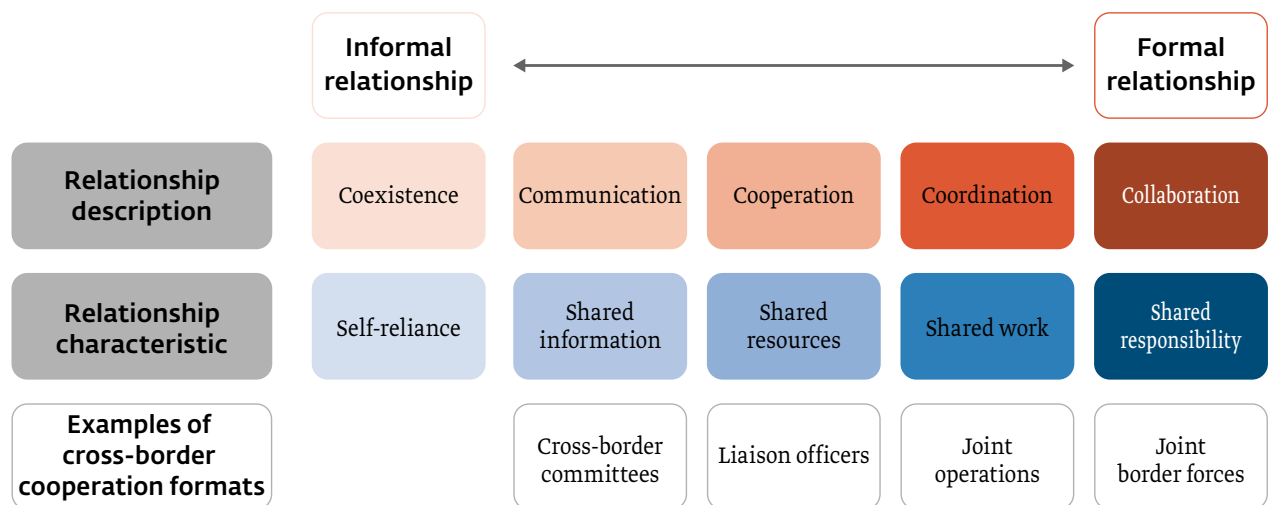 Informal
relationship
Formal
relationship
Relationship
description
Coexistence
Communication
Cooperation
Coordination
Collaboration
Relationship
characteristic
Self-reliance
Shared
information
Shared
resources
Shared work
Shared
responsibility
Examples of
cross-border
cooperation formats
Cross-border
committees
Liaison officers
Joint
operations
Joint
border forces